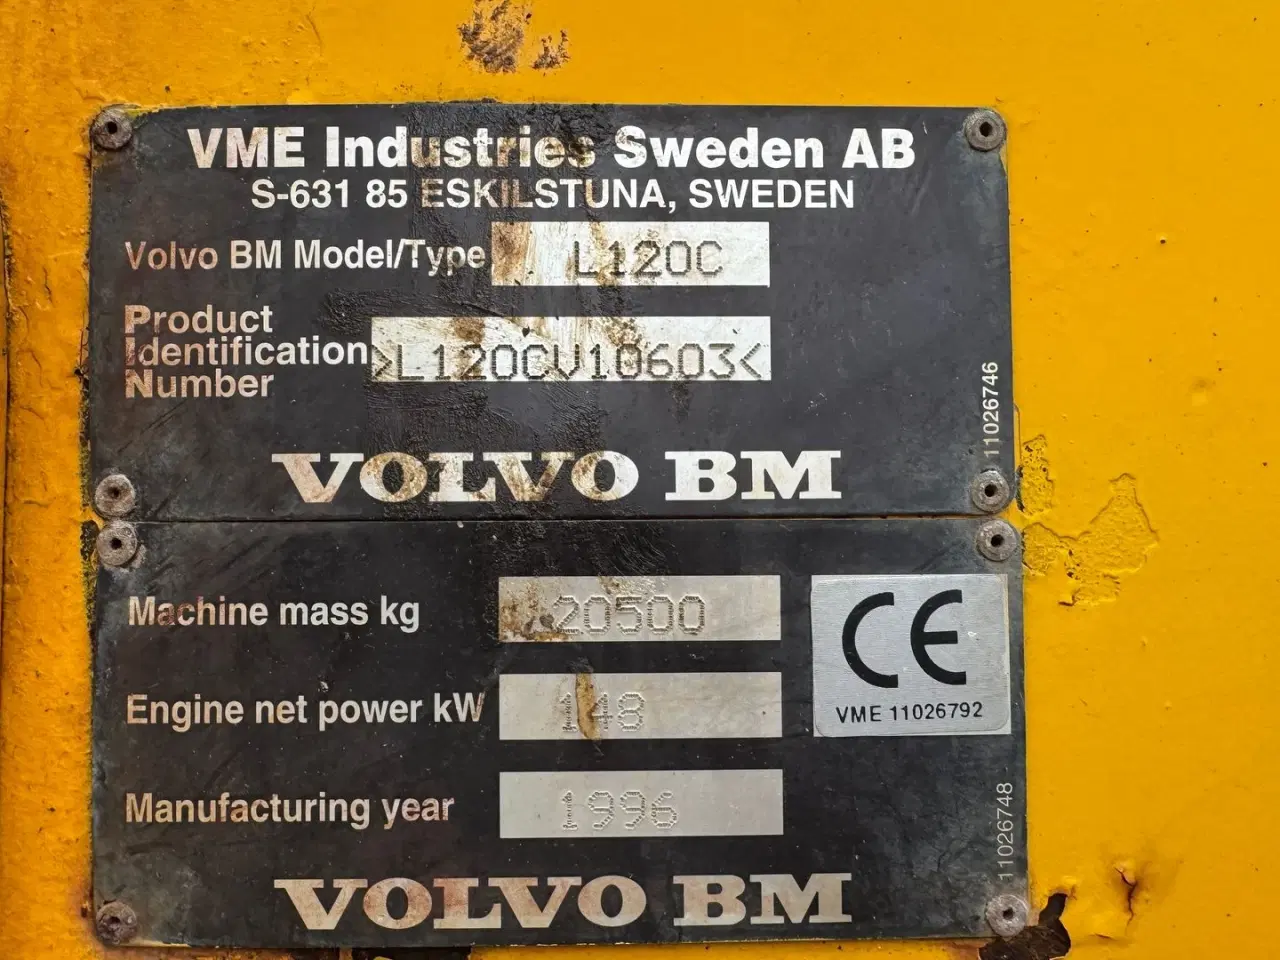 VME Industries Sweden AB
S-631 85 ESKILSTUNA, SWEDEN
Volvo BM Model/Type L120C
Product
Identification >L120CV10603<
Number
11026746
VOLVO BM
Machine mass kg 20500
CE
Engine net power kW 148
VME 11026792
Manufacturing year 1996
11026748
VOLVO BM